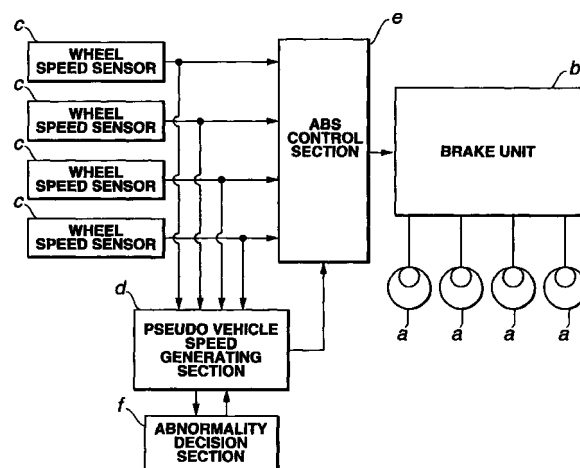 c
WHEEL
SPEED SENSOR
c
WHEEL
SPEED SENSOR
c
WHEEL
SPEED SENSOR
c
WHEEL
SPEED SENSOR
e
ABS
CONTROL
SECTION
b
BRAKE UNIT
a
a
a
a
d
PSEUDO VEHICLE
SPEED
GENERATING
SECTION
f
ABNORMALITY
DECISION
SECTION